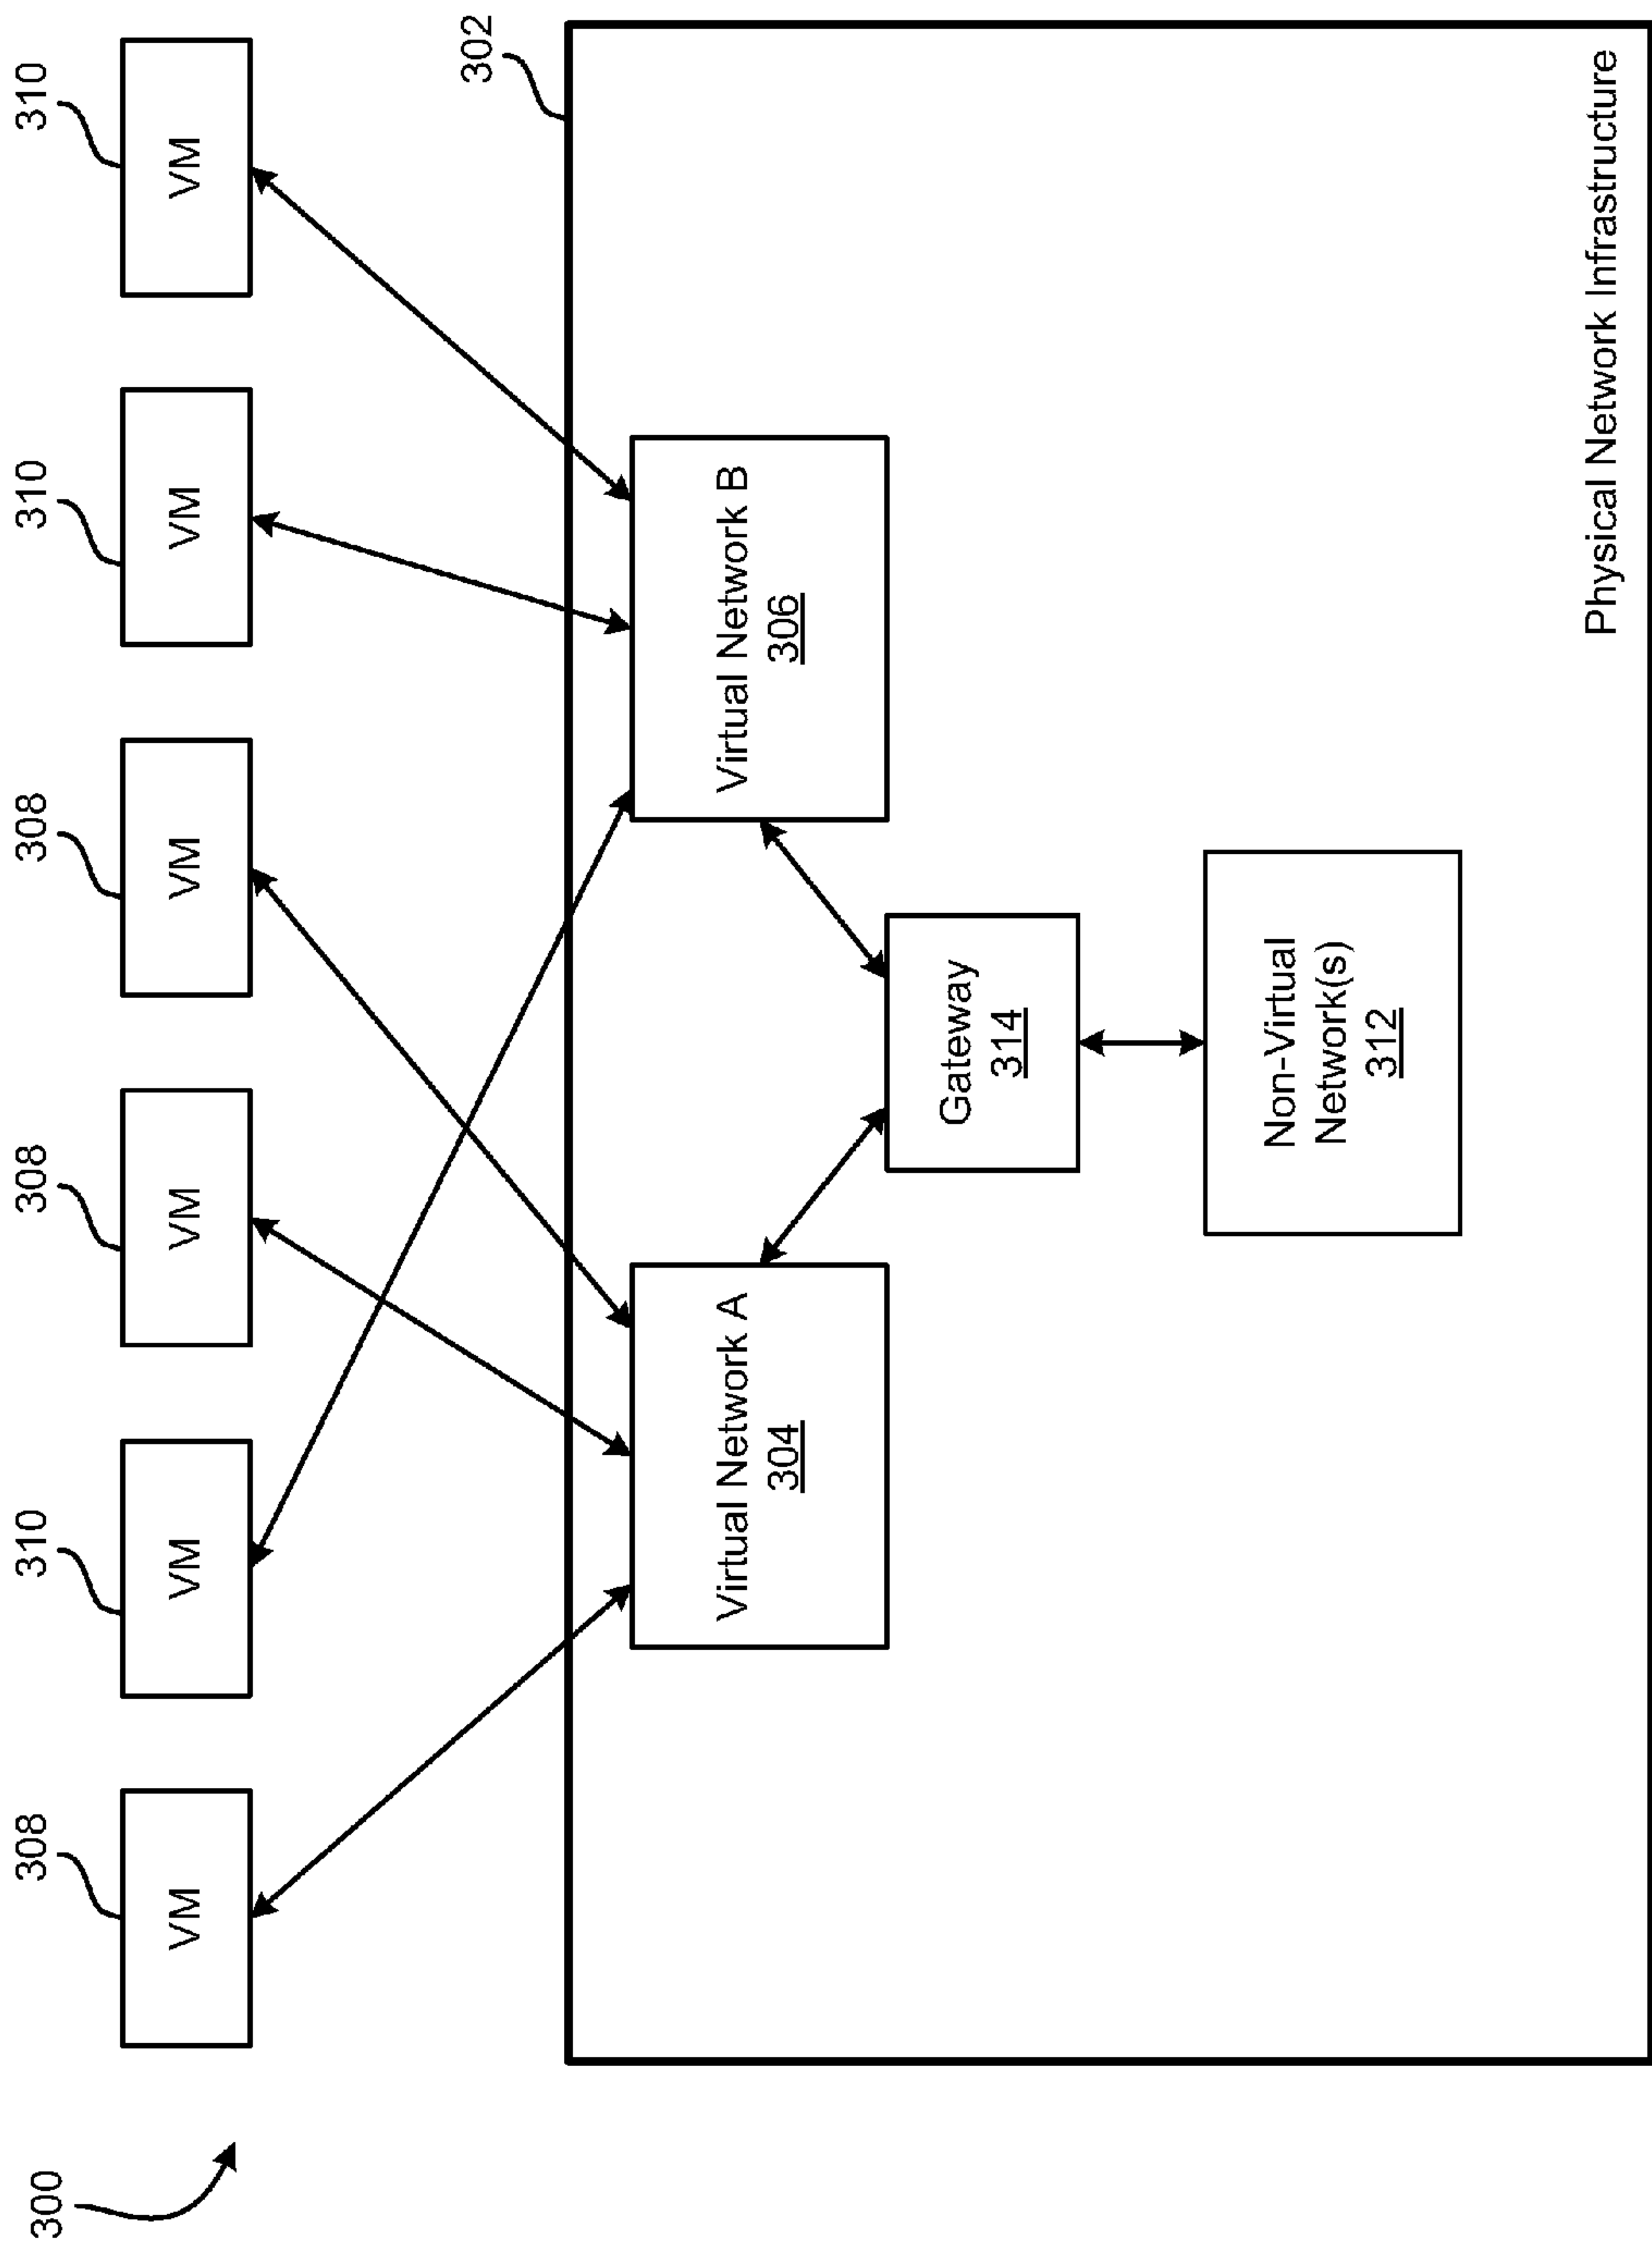 300
308
310
308
308
310
310
VM
VM
VM
VM
VM
VM
302
Virtual Network A
304
Virtual Network B
306
Gateway
314
Non-Virtual
Network(s)
312
Physical Network Infrastructure